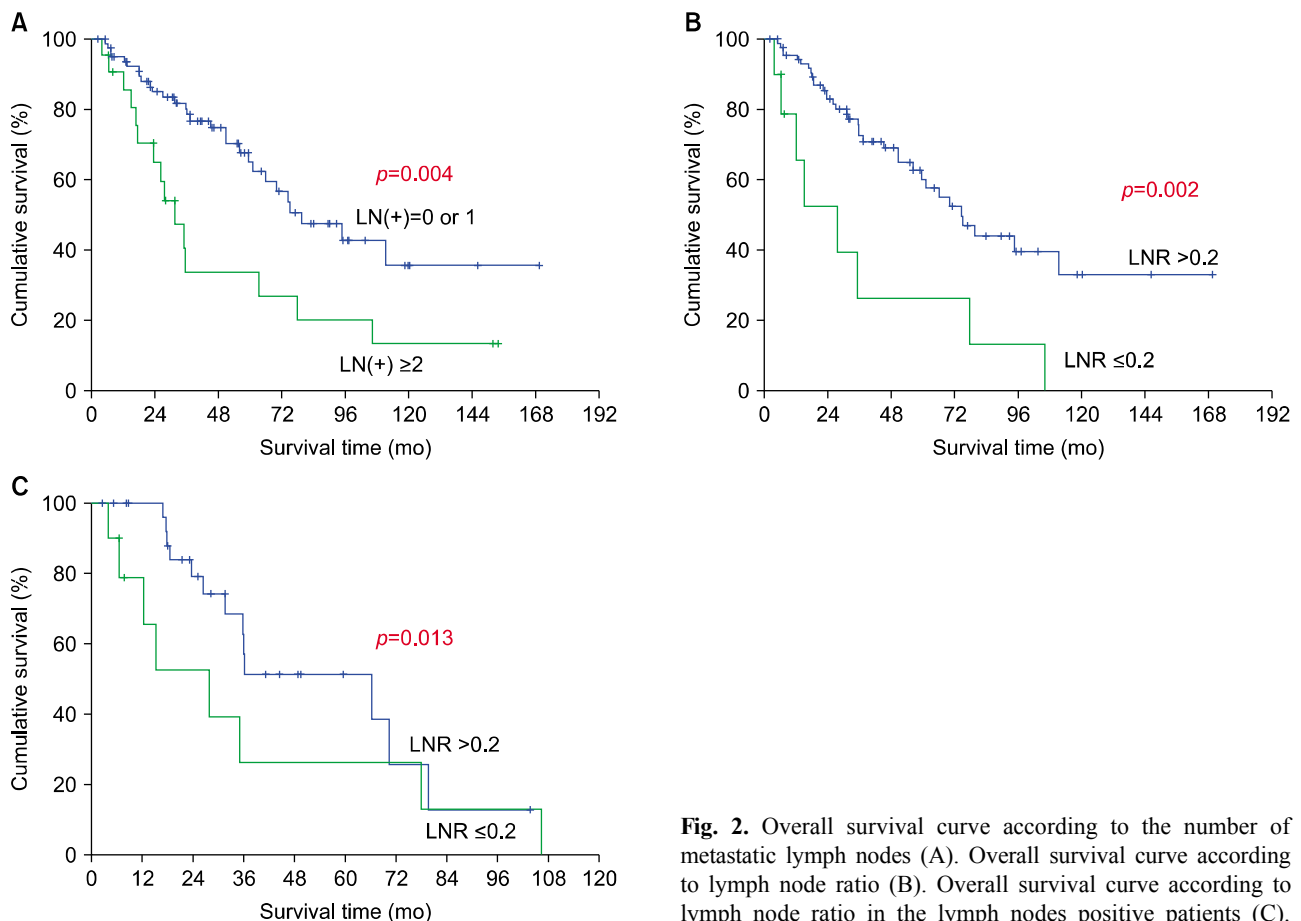 A
100
80
60
40
20
0
Cumulative survival (%)
p=0.004
LN(+)=0 or 1
LN(+) ≥2
0 24 48 72 96 120 144 168 192
Survival time (mo)
B
100
80
60
40
20
0
Cumulative survival (%)
p=0.002
LNR >0.2
LNR ≤0.2
0 24 48 72 96 120 144 168 192
Survival time (mo)
C
100
80
60
40
20
0
Cumulative survival (%)
p=0.013
LNR >0.2
LNR ≤0.2
0 12 24 36 48 60 72 84 96 108 120
Survival time (mo)
Fig. 2. Overall survival curve according to the number of
metastatic lymph nodes (A). Overall survival curve according
to lymph node ratio (B). Overall survival curve according to
lymph node ratio in the lymph nodes positive patients (C).